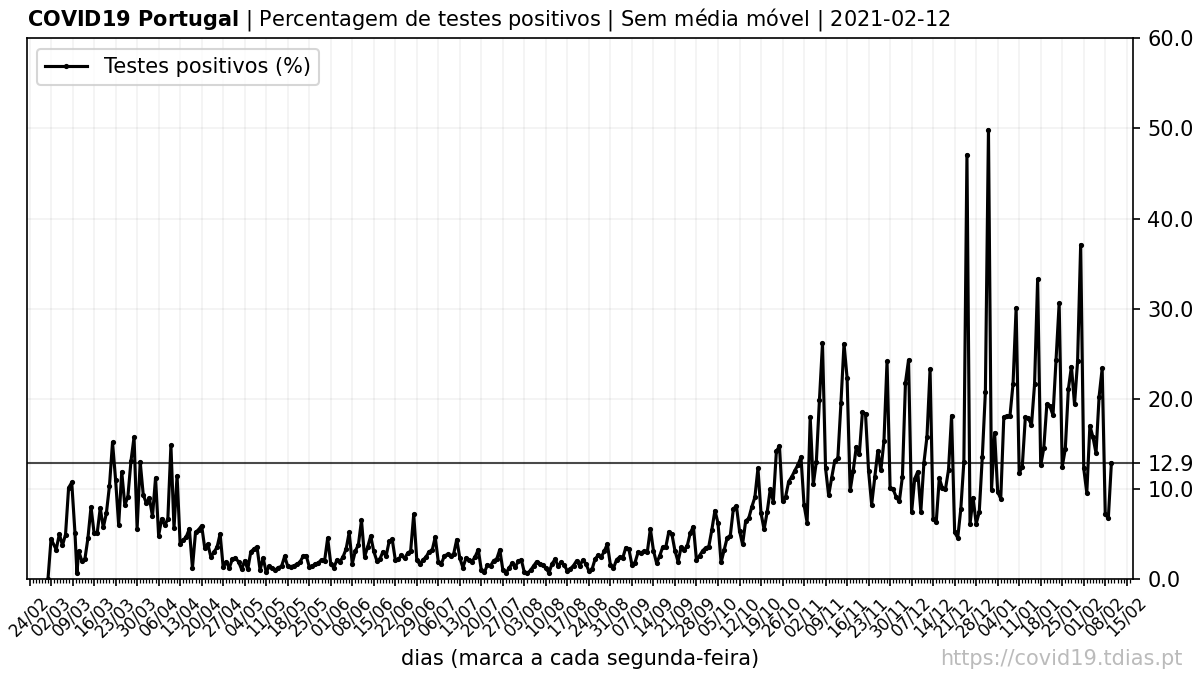 COVID19 Portugal | Percentagem de testes positivos | Sem média móvel | 2021-02-12
Testes positivos (%)
60.0
50.0
40.0
30.0
20.0
12.9
10.0
0.0
24/02 02/03 09/03 16/03 23/03 30/03 06/04 13/04 20/04 27/04 04/05 11/05 18/05 25/05 01/06 08/06 15/06 22/06 29/06 06/07 13/07 20/07 27/07 03/08 10/08 17/08 24/08 31/08 07/09 14/09 21/09 28/09 05/10 12/10 19/10 26/10 02/11 09/11 16/11 23/11 30/11 07/12 14/12 21/12 28/12 04/01 11/01 18/01 25/01 01/02 08/02 15/02
dias (marca a cada segunda-feira)
https://covid19.tdias.pt